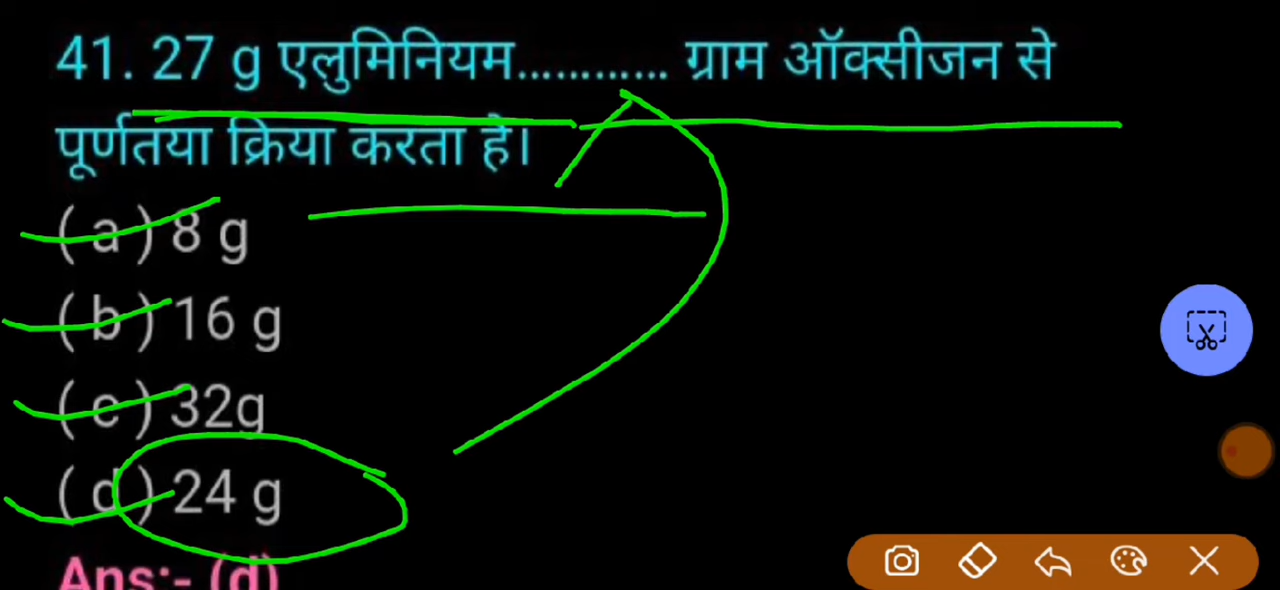 41. 27 g एलुमिनियम............ ग्राम ऑक्सीजन से
पूर्णतया क्रिया करता है।
( a ) 8 g
( b ) 16 g
( c ) 32g
( d ) 24 g
Ans:- (d)